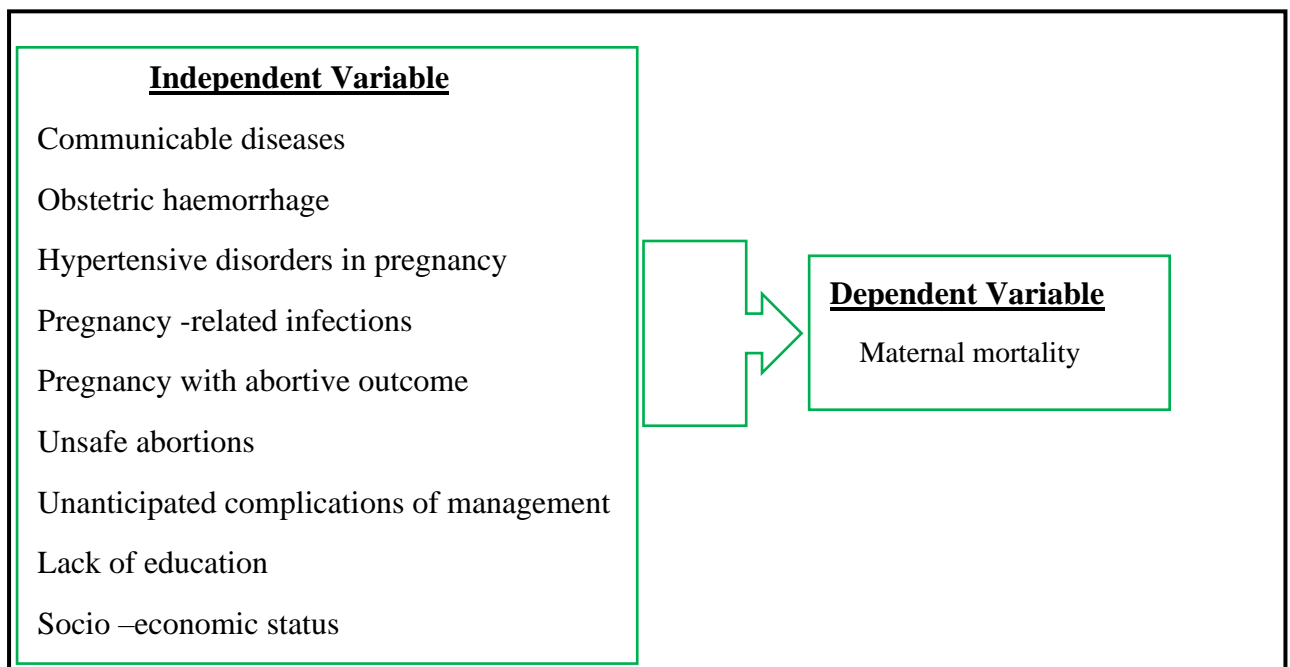 Independent Variable
Communicable diseases
Obstetric haemorrhage
Hypertensive disorders in pregnancy
Pregnancy -related infections
Pregnancy with abortive outcome
Unsafe abortions
Unanticipated complications of management
Lack of education
Socio –economic status
Dependent Variable
Maternal mortality